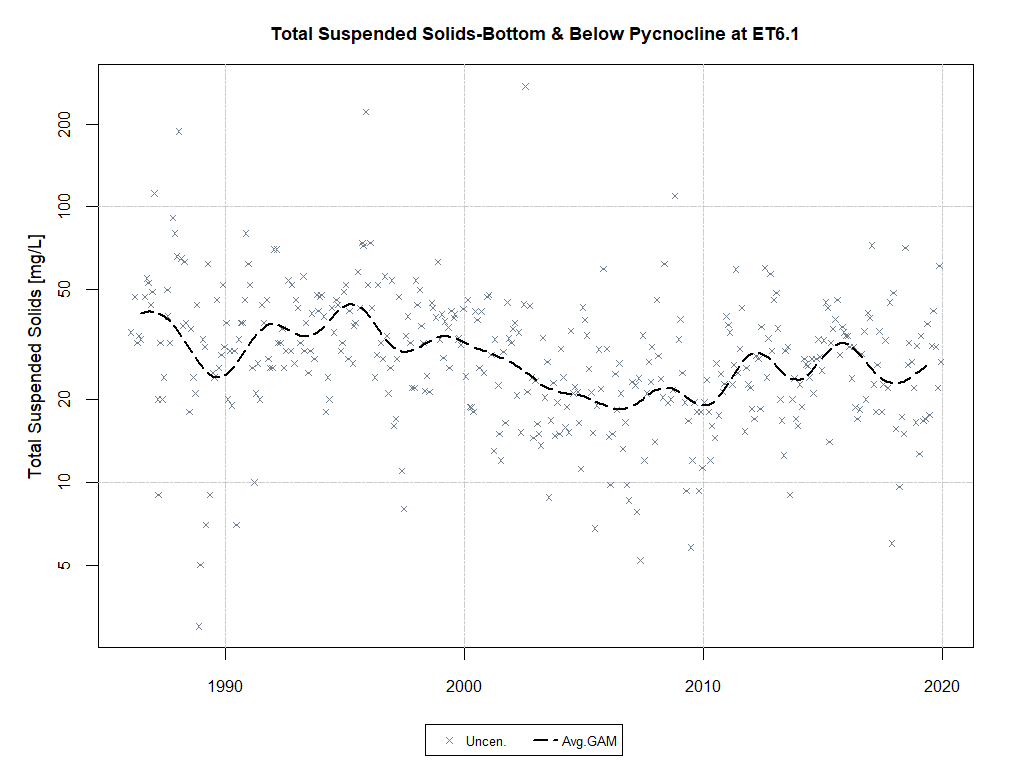 Total Suspended Solids-Bottom & Below Pycnocline at ET6.1
Total Suspended Solids [mg/L]
200
100
50
20
10
5
1990 2000 2010 2020
Uncen. Avg.GAM